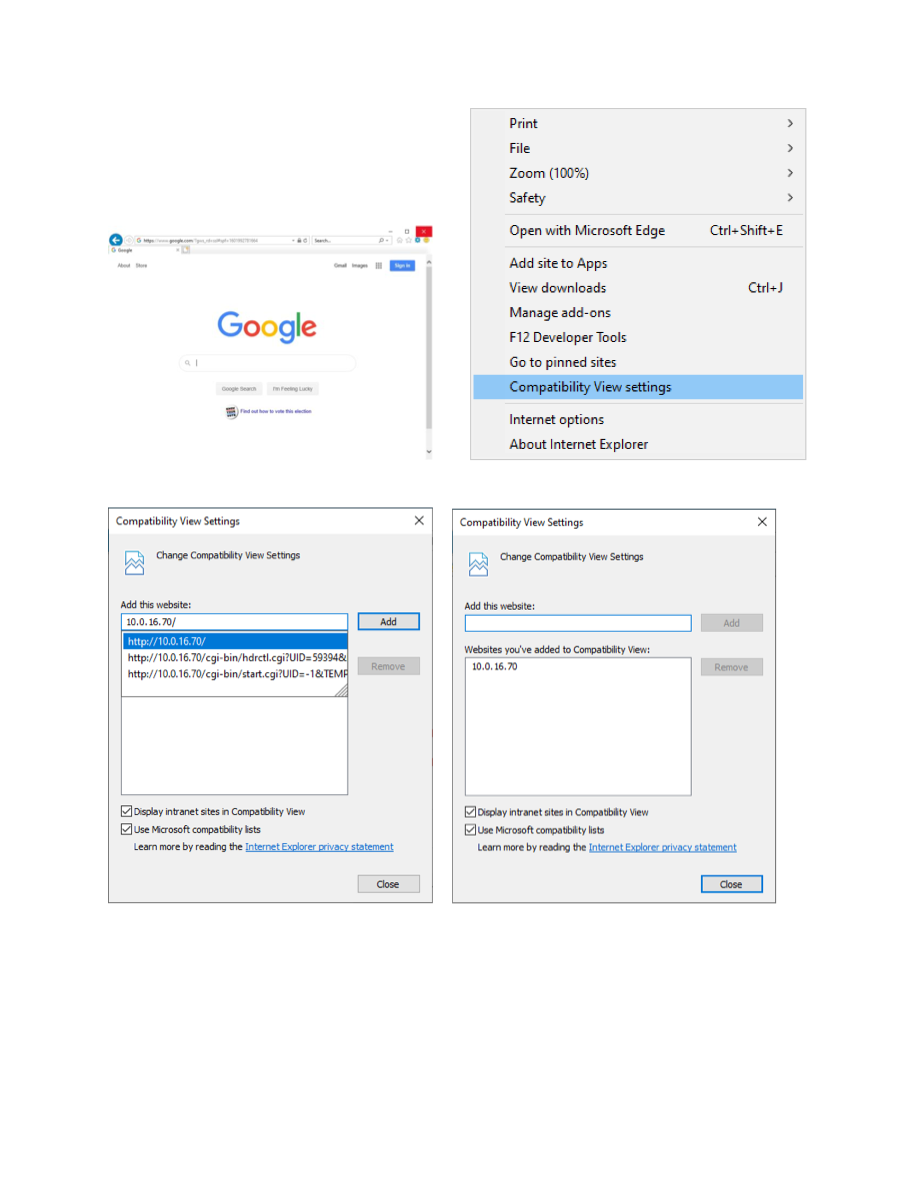 Search...
Google
About Store
Gmail Images
Sign in
Google
Google Search I'm Feeling Lucky
Find out how to vote this election
Print
File
Zoom (100%)
Safety
Open with Microsoft Edge Ctrl+Shift+E
Add site to Apps
View downloads Ctrl+J
Manage add-ons
F12 Developer Tools
Go to pinned sites
Compatibility View settings
Internet options
About Internet Explorer
Compatibility View Settings
Change Compatibility View Settings
Add this website:
10.0.16.70/
Add
http://10.0.16.70/
http://10.0.16.70/cgi-bin/hdrctl.cgi?UID=59394&
http://10.0.16.70/cgi-bin/start.cgi?UID=-1&TEMP
Remove
Display intranet sites in Compatibility View
Use Microsoft compatibility lists
Learn more by reading the Internet Explorer privacy statement
Close
Compatibility View Settings
Change Compatibility View Settings
Add this website:
Add
Websites you've added to Compatibility View:
10.0.16.70
Remove
Display intranet sites in Compatibility View
Use Microsoft compatibility lists
Learn more by reading the Internet Explorer privacy statement
Close